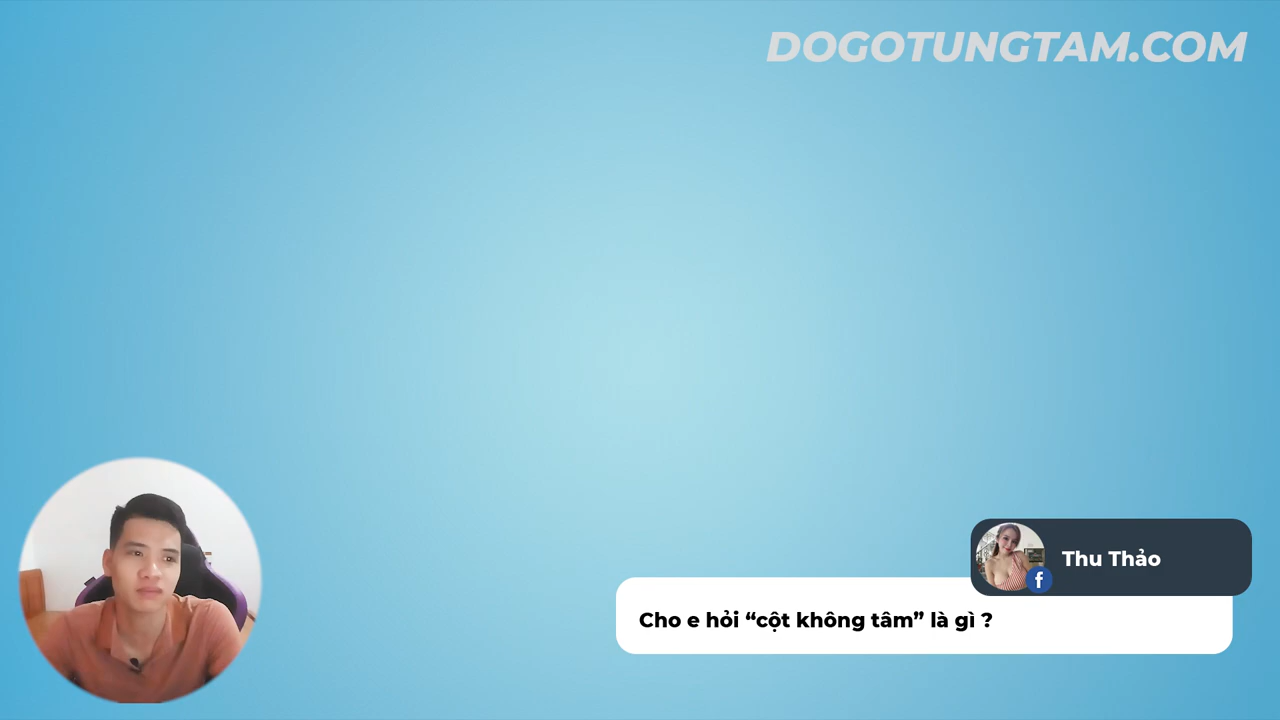 DOGOTUNGTAM.COM
Thu Thảo
Cho e hỏi “cột không tâm” là gì ?